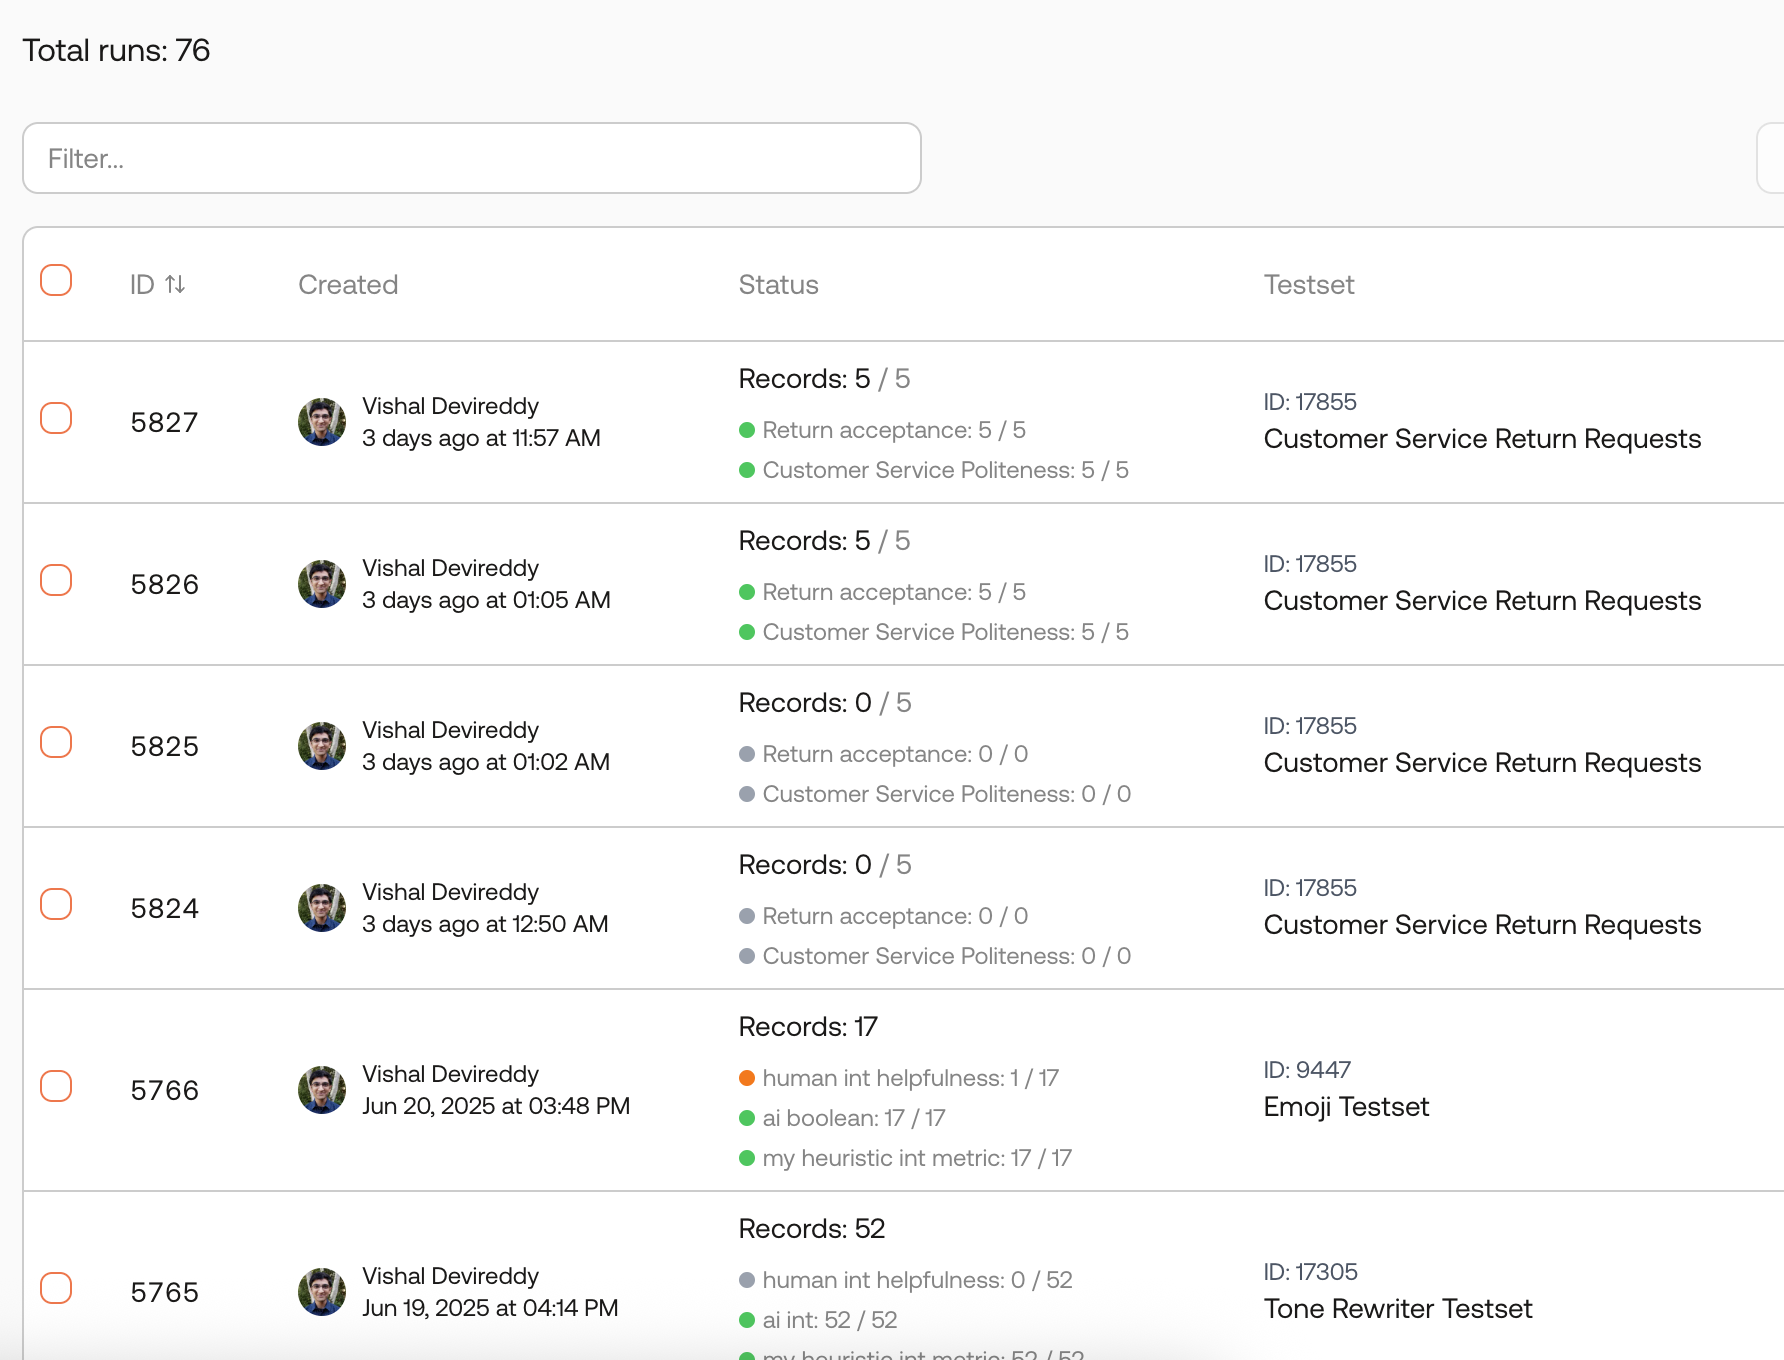 Total runs: 76
Filter...
ID Created Status Testset
5827
Vishal Devireddy
3 days ago at 11:57 AM
Records: 5 / 5
Return acceptance: 5 / 5
Customer Service Politeness: 5 / 5
ID: 17855
Customer Service Return Requests
5826
Vishal Devireddy
3 days ago at 01:05 AM
Records: 5 / 5
Return acceptance: 5 / 5
Customer Service Politeness: 5 / 5
ID: 17855
Customer Service Return Requests
5825
Vishal Devireddy
3 days ago at 01:02 AM
Records: 0 / 5
Return acceptance: 0 / 0
Customer Service Politeness: 0 / 0
ID: 17855
Customer Service Return Requests
5824
Vishal Devireddy
3 days ago at 12:50 AM
Records: 0 / 5
Return acceptance: 0 / 0
Customer Service Politeness: 0 / 0
ID: 17855
Customer Service Return Requests
5766
Vishal Devireddy
Jun 20, 2025 at 03:48 PM
Records: 17
human int helpfulness: 1 / 17
ai boolean: 17 / 17
my heuristic int metric: 17 / 17
ID: 9447
Emoji Testset
5765
Vishal Devireddy
Jun 19, 2025 at 04:14 PM
Records: 52
human int helpfulness: 0 / 52
ai int: 52 / 52
my heuristic int metric: 52 / 52
ID: 17305
Tone Rewriter Testset